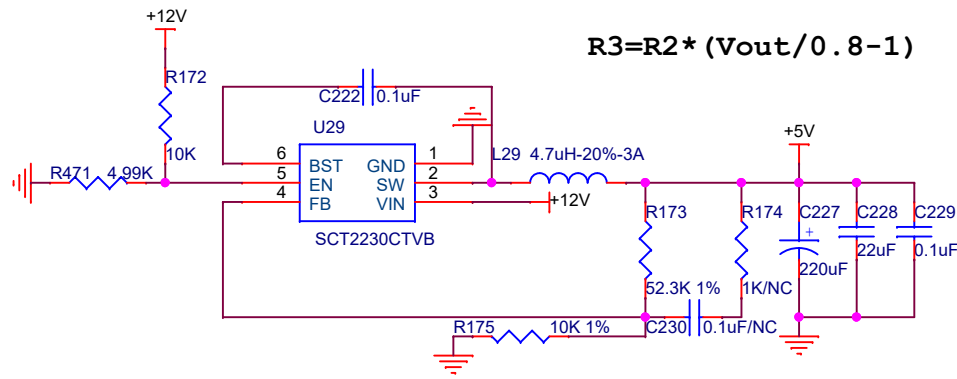 +12V
R3=R2*(Vout/0.8-1)
R172
C222 0.1uF
U29
+5V
10K
6 BST GND 1
L29 4.7uH-20%-3A
R471 4.99K
5 EN SW 2
4 FB VIN 3
+12V
R173 R174 C227 C228 C229
+
SCT2230CTVB
22uF 0.1uF
220uF
52.3K 1% 1K/NC
R175 10K 1% C230 0.1uF/NC